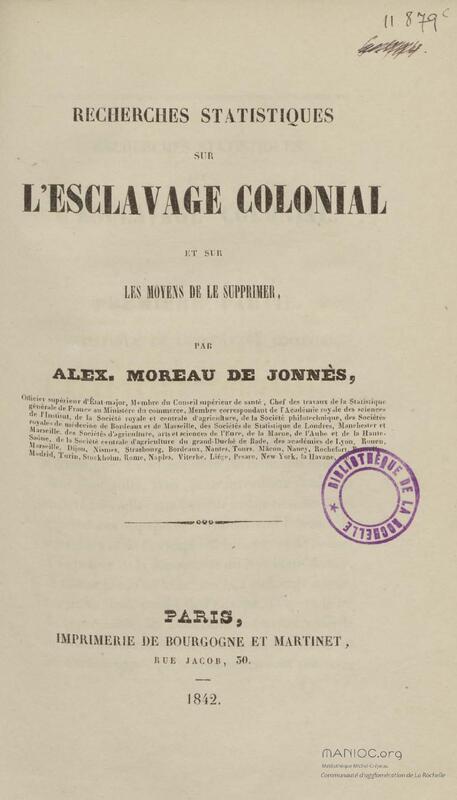 11 879 c
RECHERCHES STATISTIQUES
SUR
L'ESCLAVAGE COLONIAL
ET SUR
LES MOYENS DE LE SUPPRIMER,
PAR
ALEX. MOREAU DE JONNÈS,
Officier supérieur d'État-major, Membre du Conseil supérieur de santé, Chef des travaux de la Statistique
générale de France au Ministère du commerce, Membre correspondant de l'Académie royale des sciences
de l'Institut, de la Société royale et centrale d'agriculture, de la Société philotechnique, des Sociétés
royales de médecine de Bordeaux et de Marseille, des Sociétés de Statistique de Londres, Manchester et
Marseille, des Sociétés d'agriculture, arts et sciences de l'Eure, de la Marne, de l'Aube et de la Haute-
Saône, de la Société centrale d'agriculture du grand-Duché de Bade, des académies de Lyon, Rouen,
Marseille, Dijon, Nismes, Strasbourg, Bordeaux, Nantes, Tours, Mâcon, Nancy, Rochefort,
Madrid, Turin, Stockholm, Rome, Naples, Viterbe, Liége, Pesaro, New York, la Havane,
BIBLIOTHÈQUE DE LA ROCHELLE
PARIS,
IMPRIMERIE DE BOURGOGNE ET MARTINET,
RUE JACOB, 30.
1842.
MANIOC.org
Médiathèque Michel-Crépeau
Communauté d'agglomération de La Rochelle